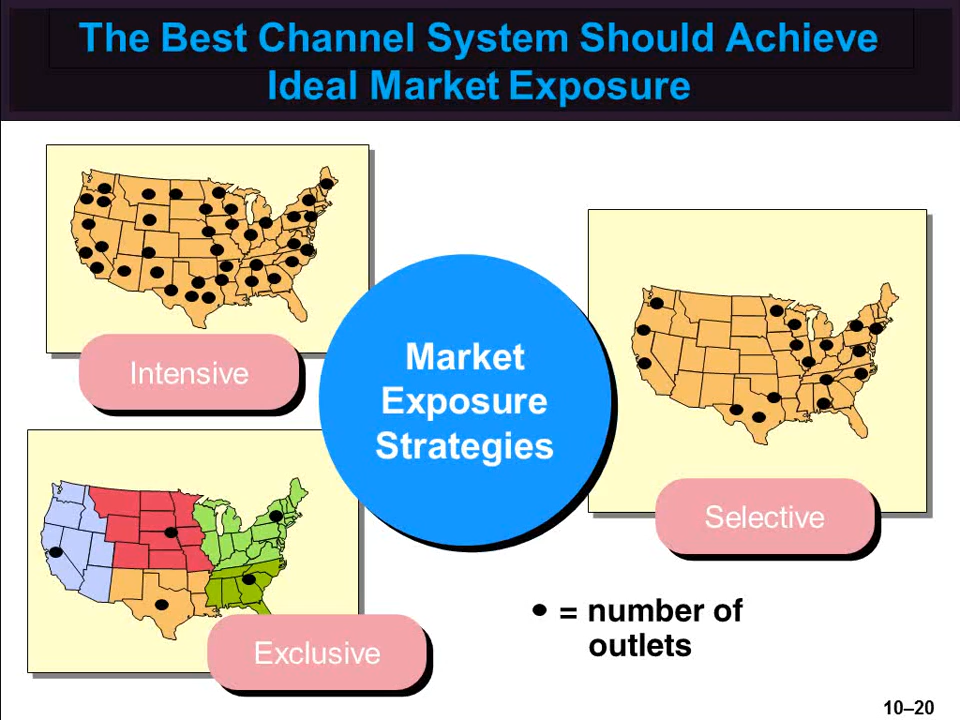 The Best Channel System Should Achieve
Ideal Market Exposure
Intensive
Market
Exposure
Strategies
Selective
Exclusive
= number of
outlets
10–20